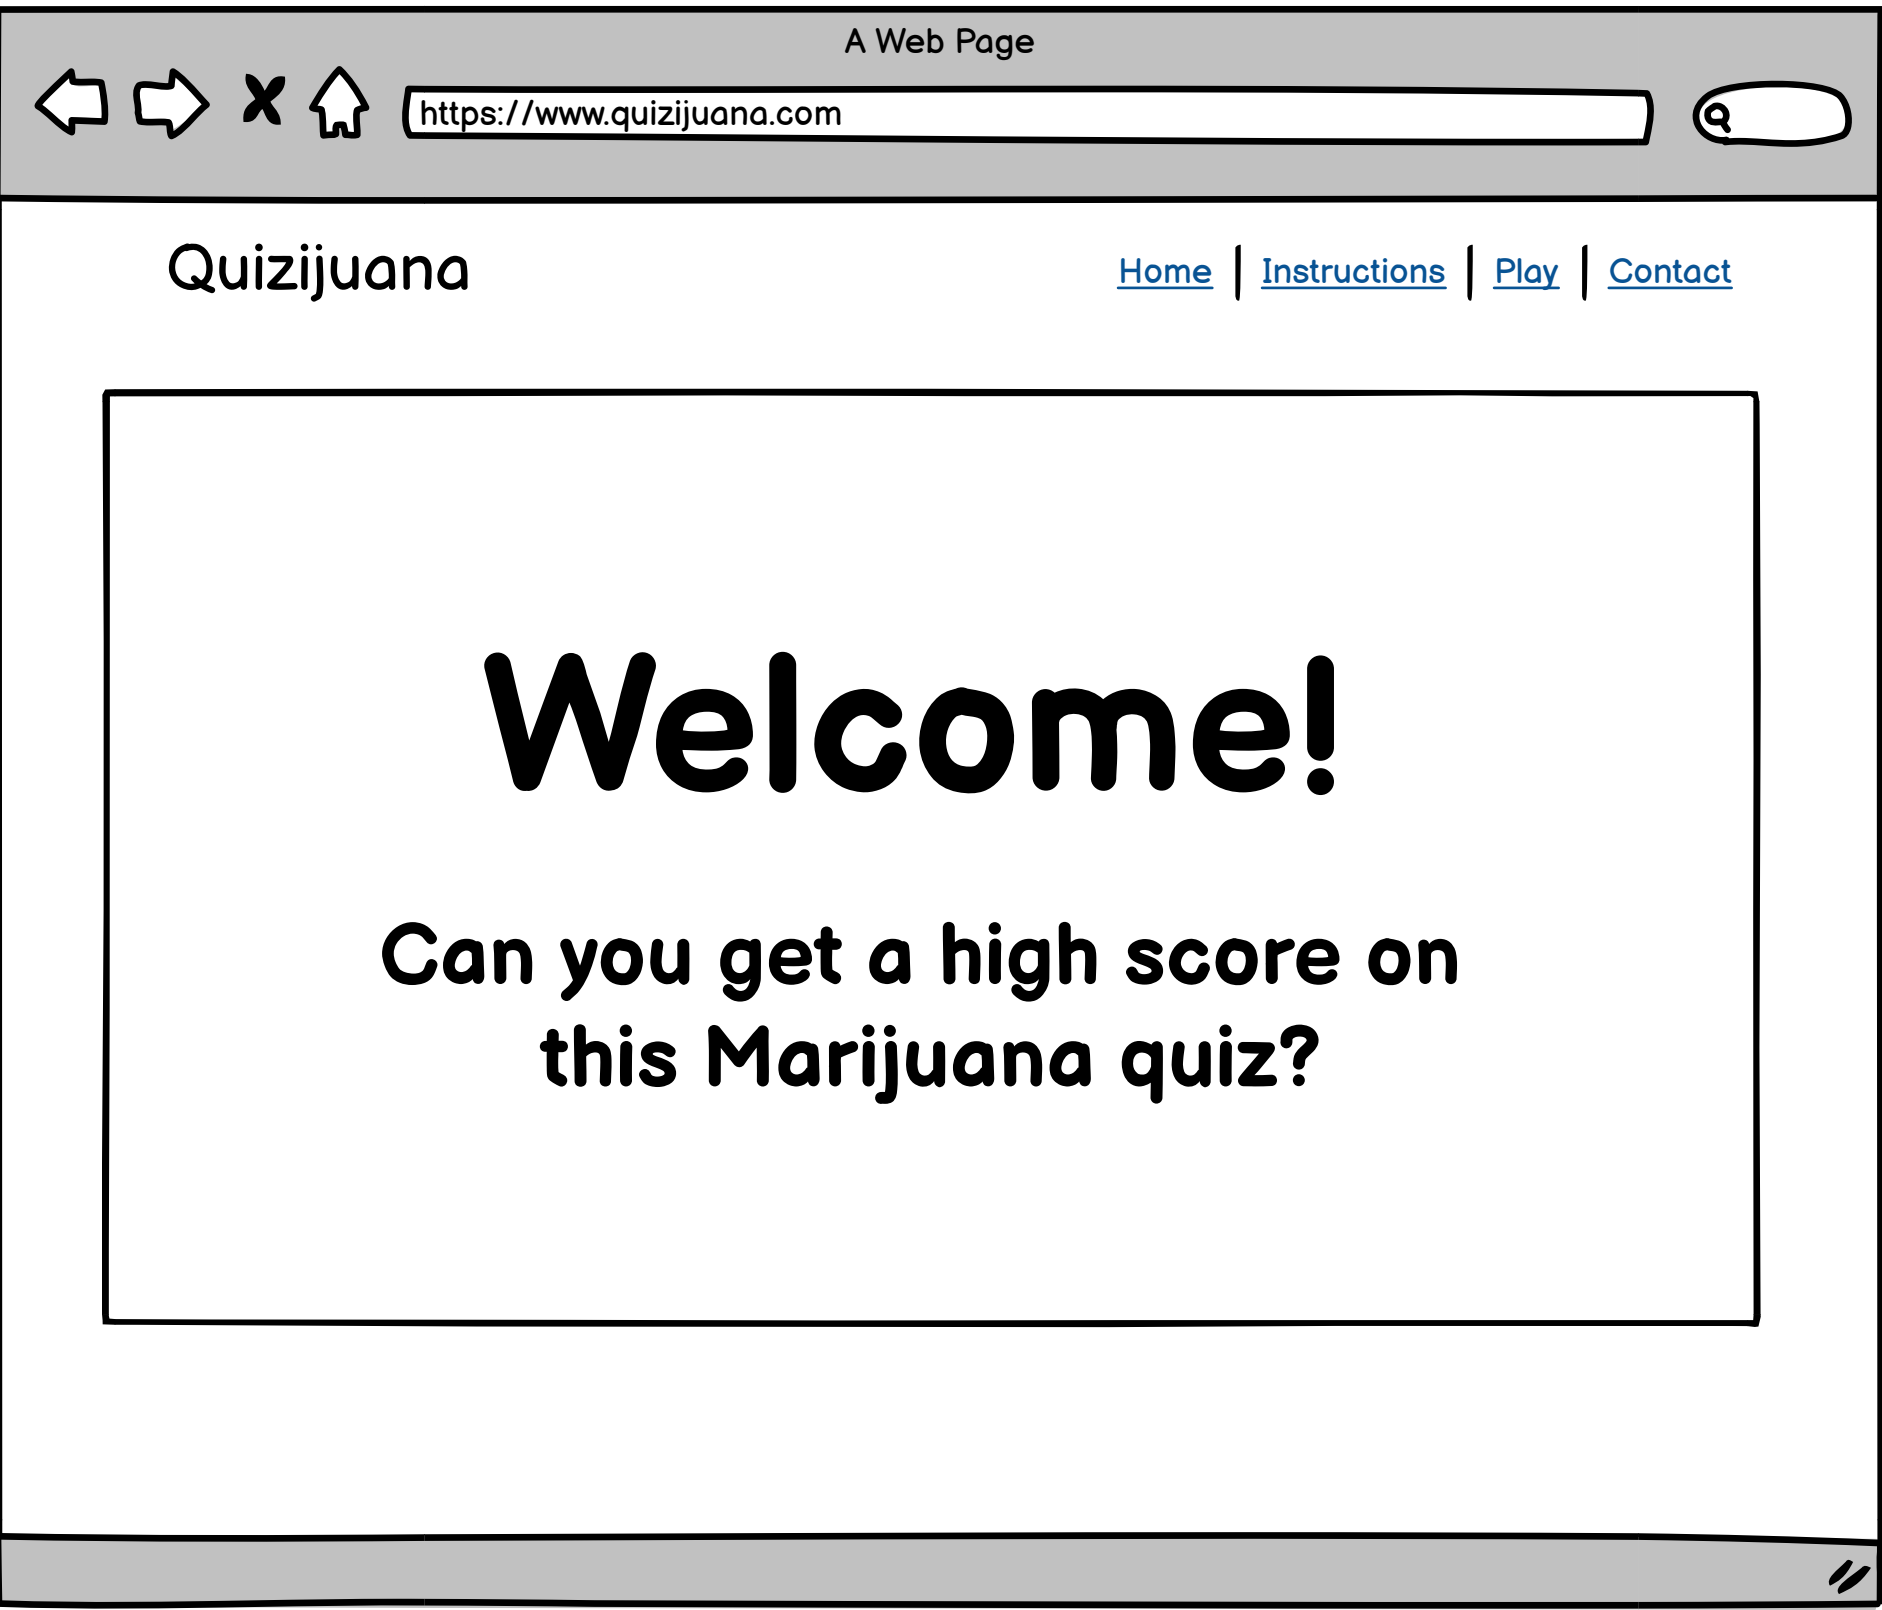 A Web Page
https://www.quizijuana.com
Quizijuana
Home | Instructions | Play | Contact
Welcome!
Can you get a high score on
this Marijuana quiz?